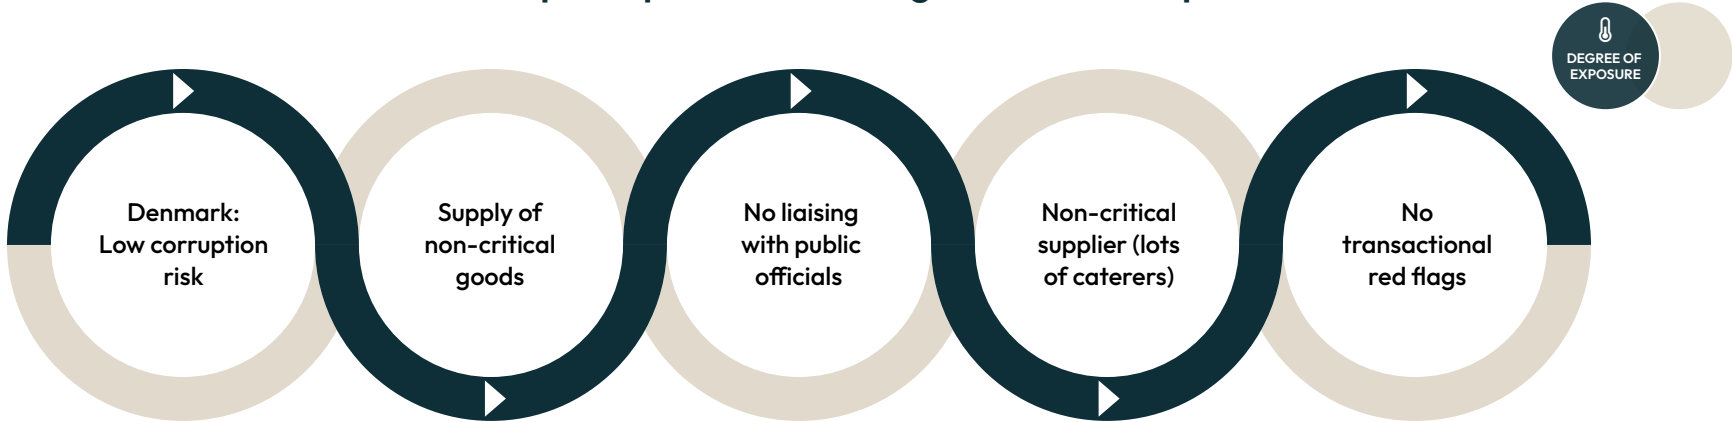 DEGREE OF
EXPOSURE
Denmark:
Low corruption
risk
Supply of
non-critical
goods
No liaising
with public
officials
Non-critical
supplier (lots
of caterers)
No
transactional
red flags